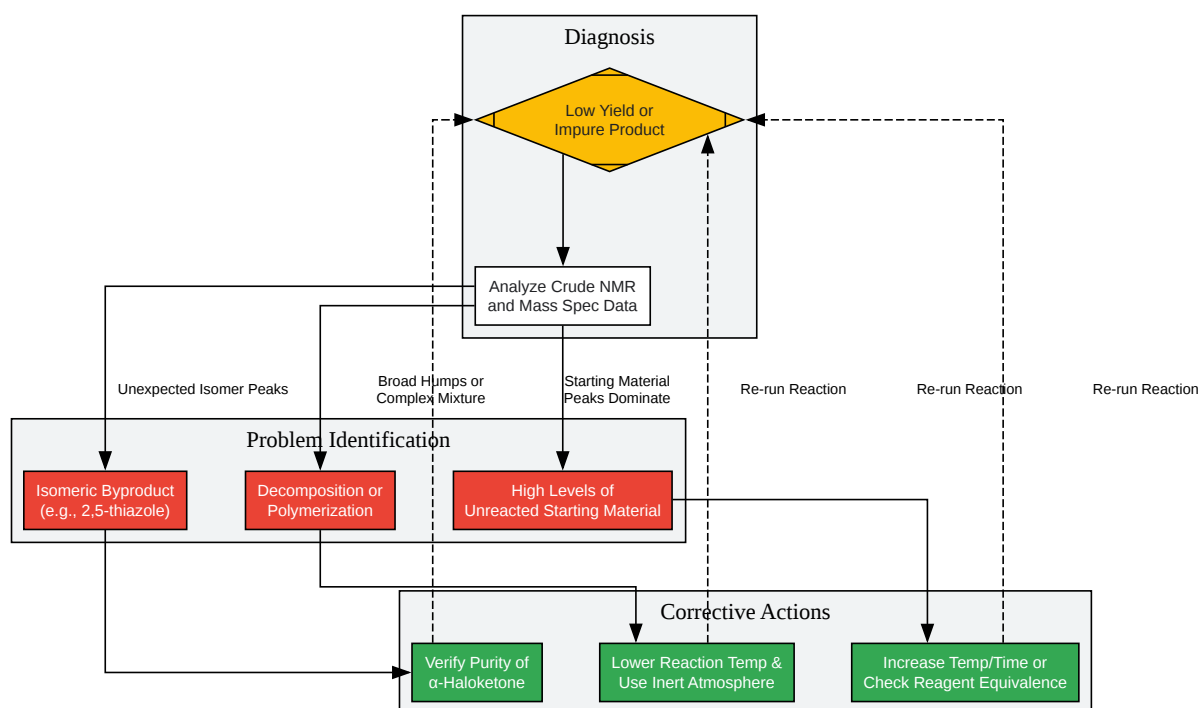 Diagnosis
Low Yield or
Impure Product
Analyze Crude NMR
and Mass Spec Data
Unexpected Isomer Peaks
Broad Humps or
Complex Mixture
Starting Material
Peaks Dominate
Re-run Reaction
Re-run Reaction
Re-run Reaction
Problem Identification
Isomeric Byproduct
(e.g., 2,5-thiazole)
Decomposition or
Polymerization
High Levels of
Unreacted Starting Material
Corrective Actions
Verify Purity of
α-Haloketone
Lower Reaction Temp &
Use Inert Atmosphere
Increase Temp/Time or
Check Reagent Equivalence